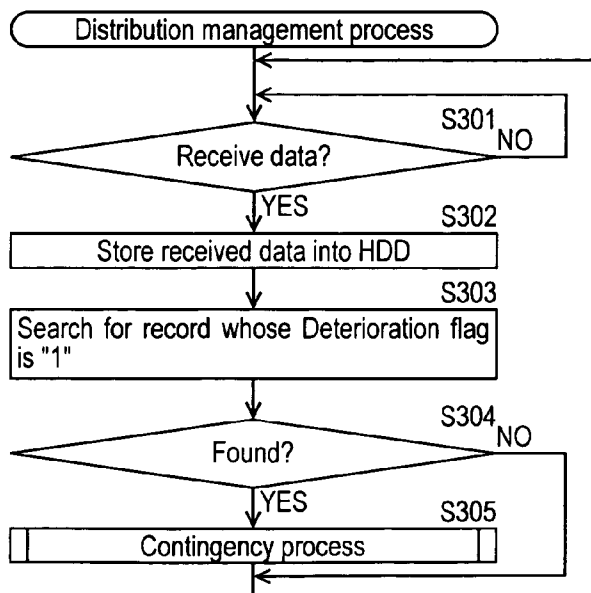 Distribution management process
S301
NO
Receive data?
YES
S302
Store received data into HDD
S303
Search for record whose Deterioration flag
is "1"
S304
NO
Found?
YES
S305
Contingency process